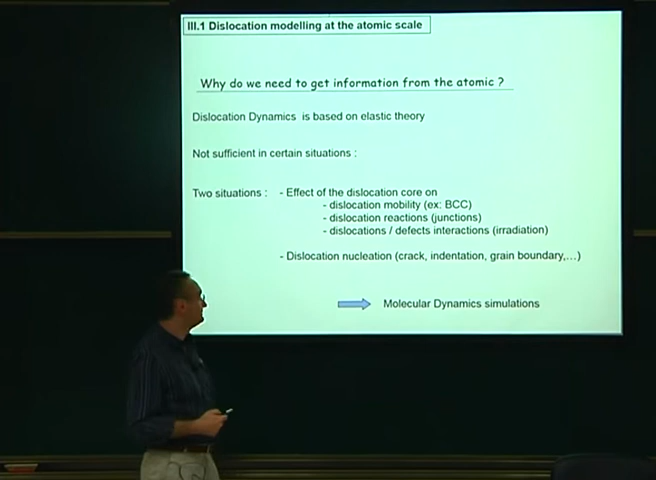 III.1 Dislocation modelling at the atomic scale
Why do we need to get information from the atomic ?
Dislocation Dynamics is based on elastic theory
Not sufficient in certain situations :
Two situations : - Effect of the dislocation core on
- dislocation mobility (ex: BCC)
- dislocation reactions (junctions)
- dislocations / defects interactions (irradiation)
- Dislocation nucleation (crack, indentation, grain boundary,...)
Molecular Dynamics simulations